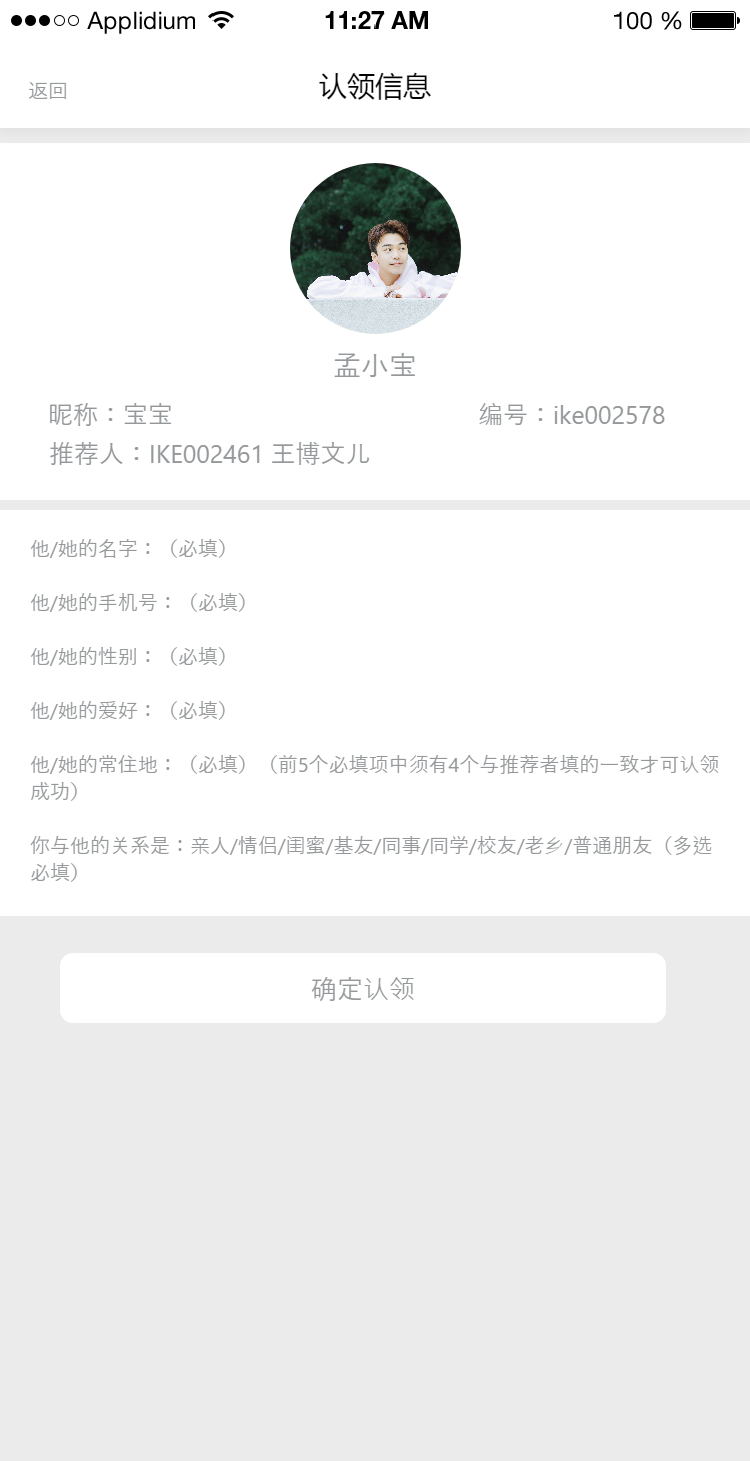 Applidium 11:27 AM 100 %
返回 认领信息
孟小宝
昵称：宝宝 编号：ike002578
推荐人：IKE002461 王博文儿
他/她的名字：（必填）
他/她的手机号：（必填）
他/她的性别：（必填）
他/她的爱好：（必填）
他/她的常住地：（必填）（前5个必填项中须有4个与推荐者填的一致才可认领
成功）
你与他的关系是：亲人/情侣/闺蜜/基友/同事/同学/校友/老乡/普通朋友（多选
必填）
确定认领